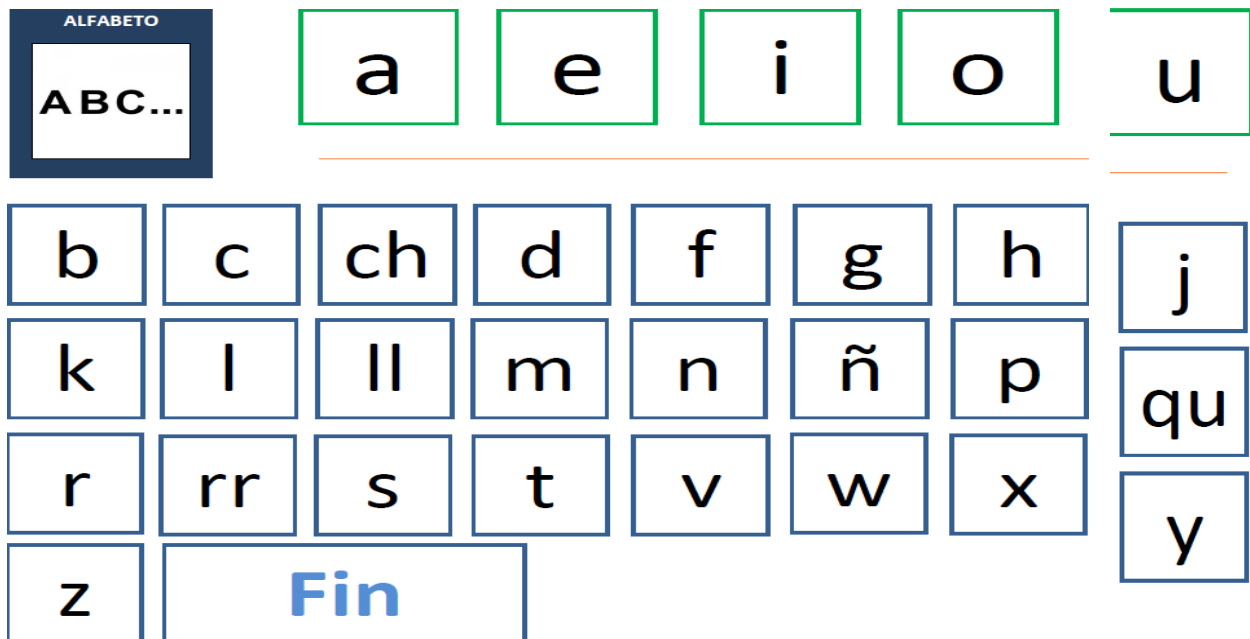 ALFABETO
ABC...
a e i o u
b c ch d f g h j
k l ll m n ñ p qu
r rr s t v w x y
z Fin